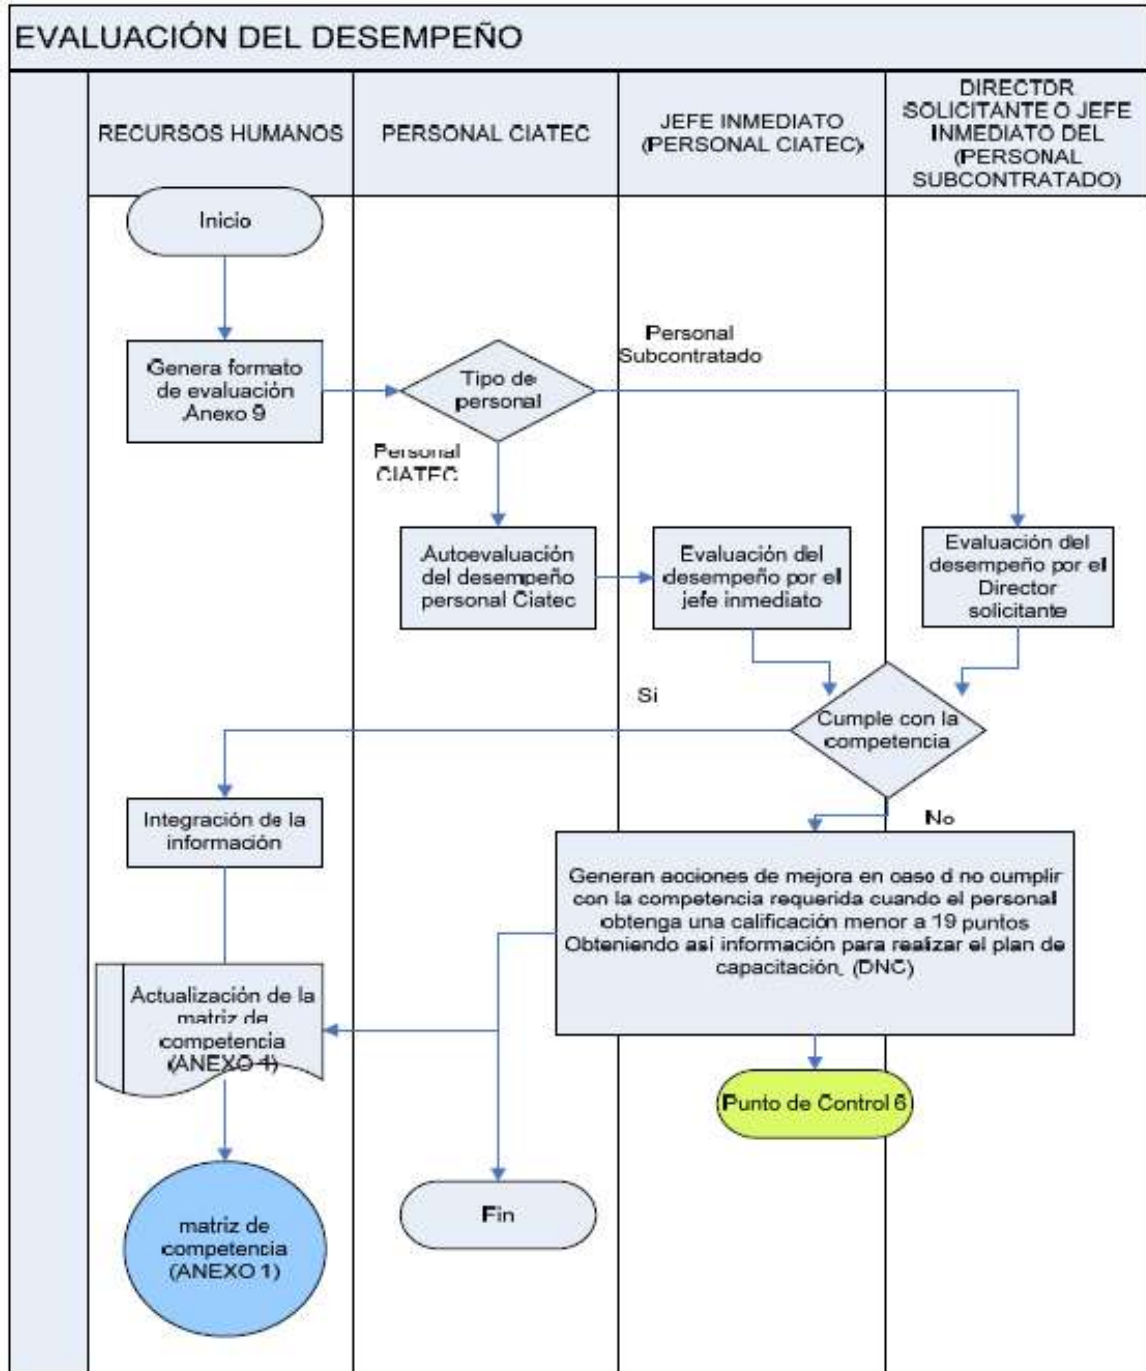 EVALUACIÓN DEL DESEMPEÑO
RECURSOS HUMANOS
PERSONAL CIATEC
JEFE INMEDIATO
(PERSONAL CIATEC)
DIRECTOR
SOLICITANTE O JEFE
INMEDIATO DEL
(PERSONAL
SUBCONTRATADO)
Inicio
Genera formato
de evaluación
Anexo 9
Tipo de
personal
Personal
Subcontratado
Personal
CIATEC
Autoevaluación
del desempeño
personal Ciatec
Evaluación del
desempeño por el
jefe inmediato
Evaluación del
desempeño por el
Director
solicitante
Si
Cumple con la
competencia
No
Integración de la
información
Generan acciones de mejora en caso d no cumplir
con la competencia requerida cuando el personal
obtenga una calificación menor a 19 puntos
Obteniendo así información para realizar el plan de
capacitación. (DNC)
Actualización de la
matriz de
competencia
(ANEXO 1)
Punto de Control 6
matriz de
competencia
(ANEXO 1)
Fin